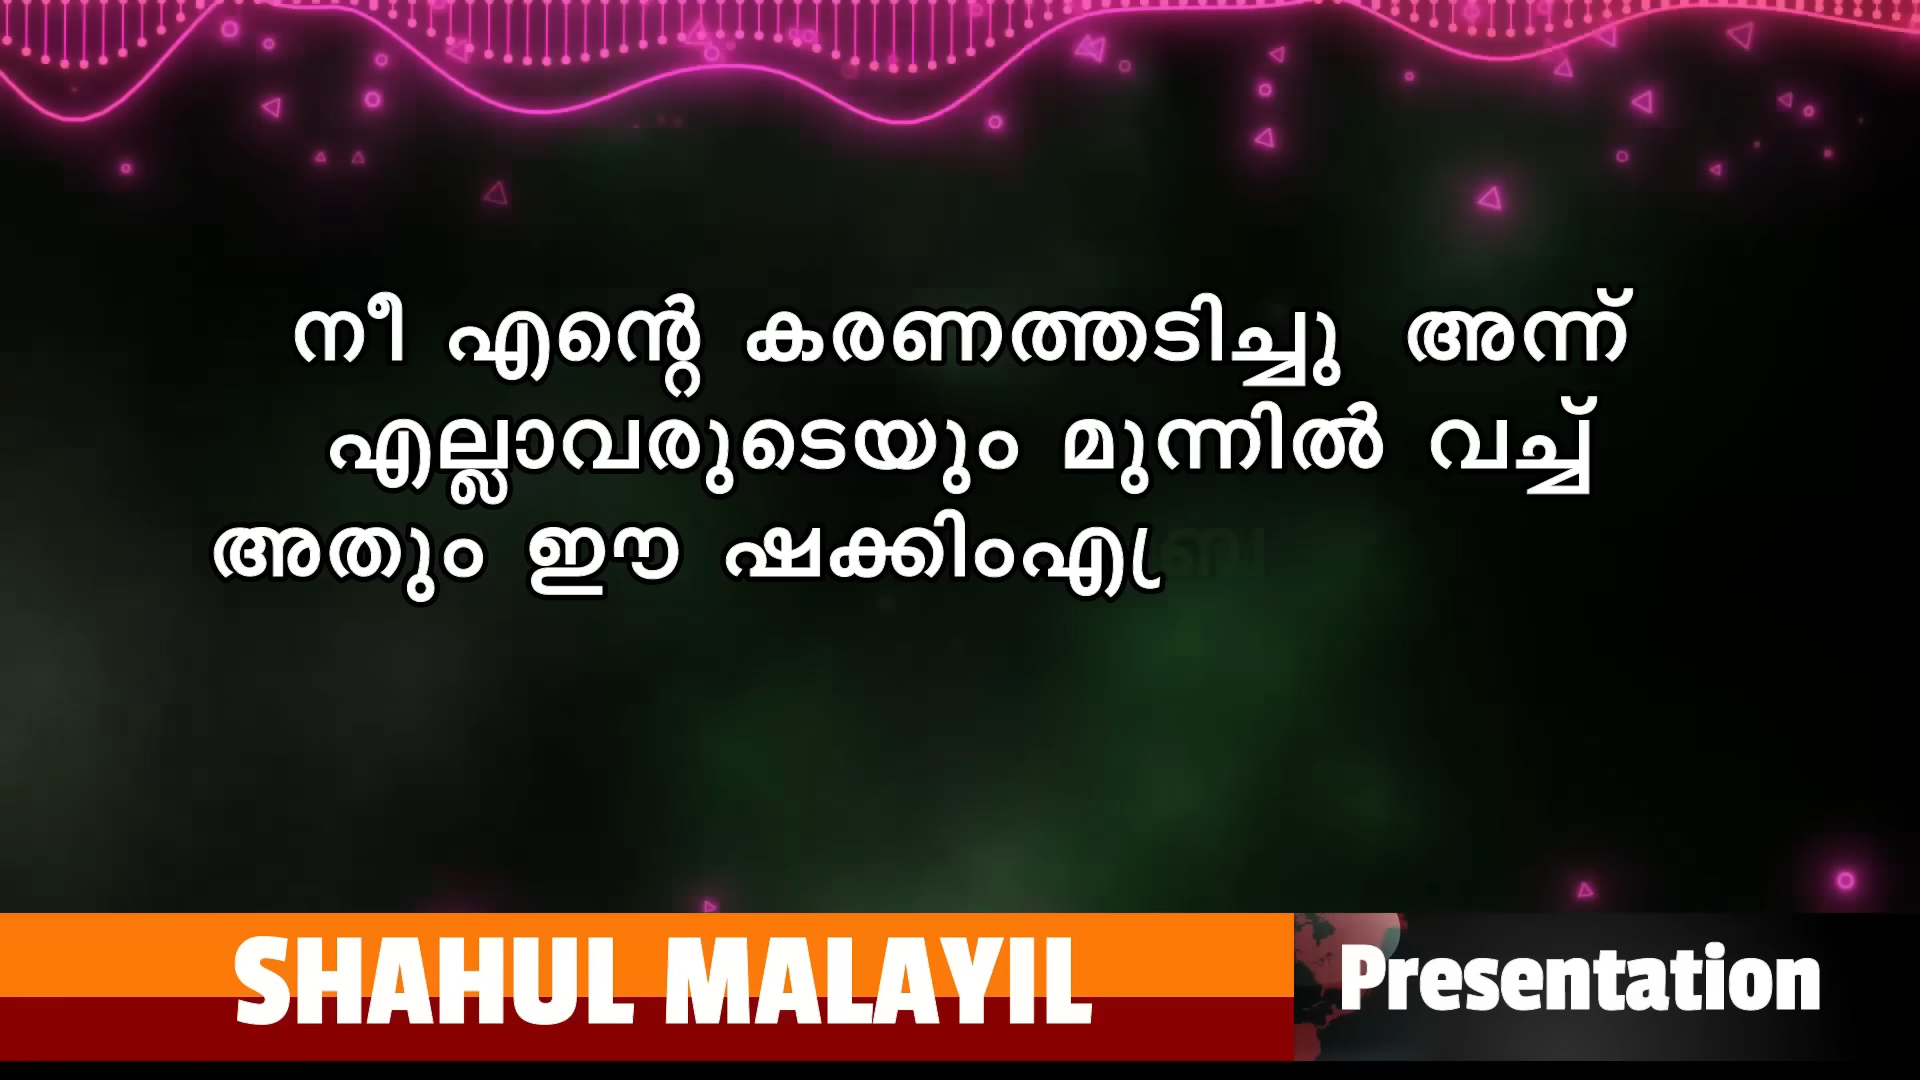 നീ എന്റെ കരണത്തടിച്ചു അന്ന്
എല്ലാവരുടെയും മുന്നിൽ വച്ച്
അതും ഈ ഷക്കിംഎ
SHAHUL MALAYIL
Presentation